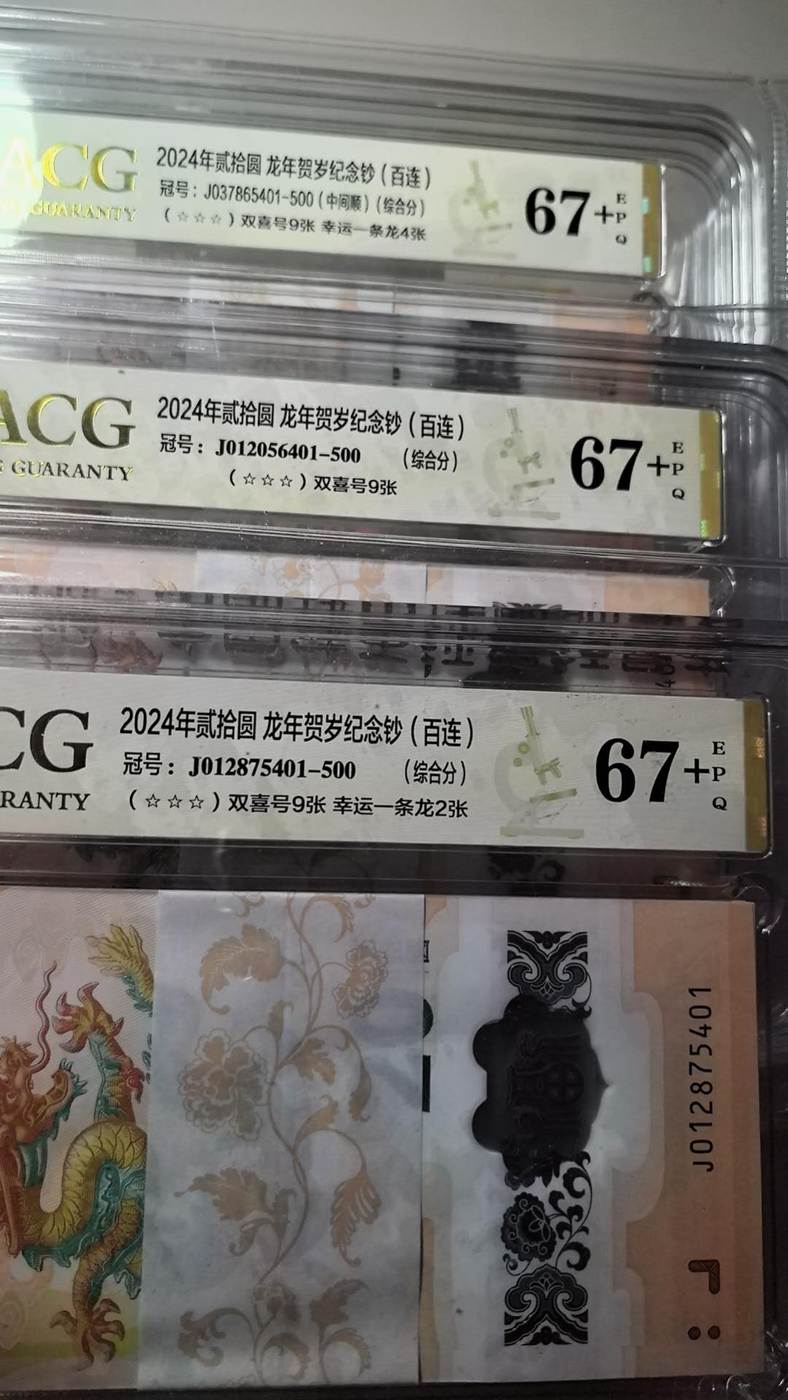 ACG
GUARANTY
2024年贰拾圆 龙年贺岁纪念钞（百连）
冠号：J037865401-500（中间顺）（综合分）
（☆☆☆）双喜号9张 幸运一条龙4张
67+
EPQ
ACG
GUARANTY
2024年贰拾圆 龙年贺岁纪念钞（百连）
冠号：J012056401-500 （综合分）
（☆☆☆）双喜号9张
67+
EPQ
CG
RANTY
2024年贰拾圆 龙年贺岁纪念钞（百连）
冠号：J012875401-500 （综合分）
（☆☆☆）双喜号9张 幸运一条龙2张
67+
EPQ
J012875401